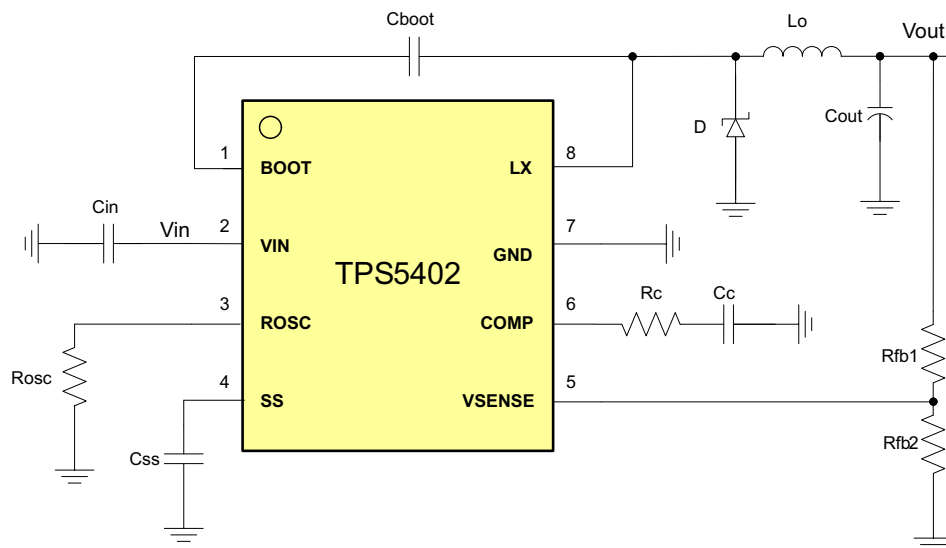 Cboot
Lo
Vout
D
Cout
1
BOOT
LX
8
Cin
Vin
2
VIN
7
GND
TPS5402
3
ROSC
COMP
6
Rc
Cc
Rosc
Rfb1
4
SS
VSENSE
5
Css
Rfb2